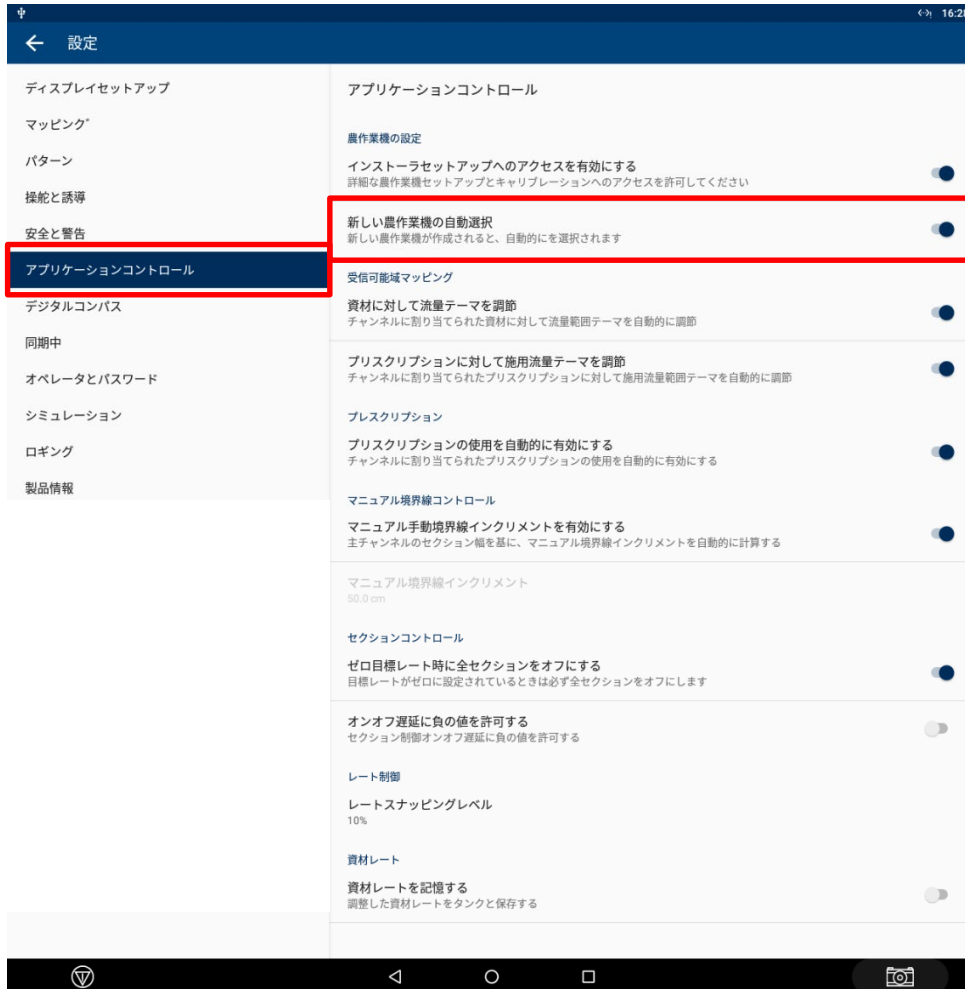 16:28
設定
ディスプレイセットアップ
マッピング
パターン
操舵と誘導
安全と警告
アプリケーションコントロール
デジタルコンパス
同期中
オペレータとパスワード
シミュレーション
ロギング
製品情報
アプリケーションコントロール
農作業機の設定
インストーラセットアップへのアクセスを有効にする
詳細な農作業機セットアップとキャリブレーションへのアクセスを許可してください
新しい農作業機の自動選択
新しい農作業機が作成されると、自動的にを選択されます
受信可能域マッピング
資材に対して流量テーマを調節
チャンネルに割り当てられた資材に対して流量範囲テーマを自動的に調節
プリスクリプションに対して施用流量テーマを調節
チャンネルに割り当てられたプリスクリプションに対して施用流量範囲テーマを自動的に調節
プレスクリプション
プリスクリプションの使用を自動的に有効にする
チャンネルに割り当てられたプリスクリプションの使用を自動的に有効にする
マニュアル境界線コントロール
マニュアル手動境界線インクリメントを有効にする
主チャンネルのセクション幅を基に、マニュアル境界線インクリメントを自動的に計算する
マニュアル境界線インクリメント
50.0 cm
セクションコントロール
ゼロ目標レート時に全セクションをオフにする
目標レートがゼロに設定されているときは必ず全セクションをオフにします
オンオフ遅延に負の値を許可する
セクション制御オンオフ遅延に負の値を許可する
レート制御
レートスナッピングレベル
10%
資材レート
資材レートを記憶する
調整した資材レートをタンクと保存する